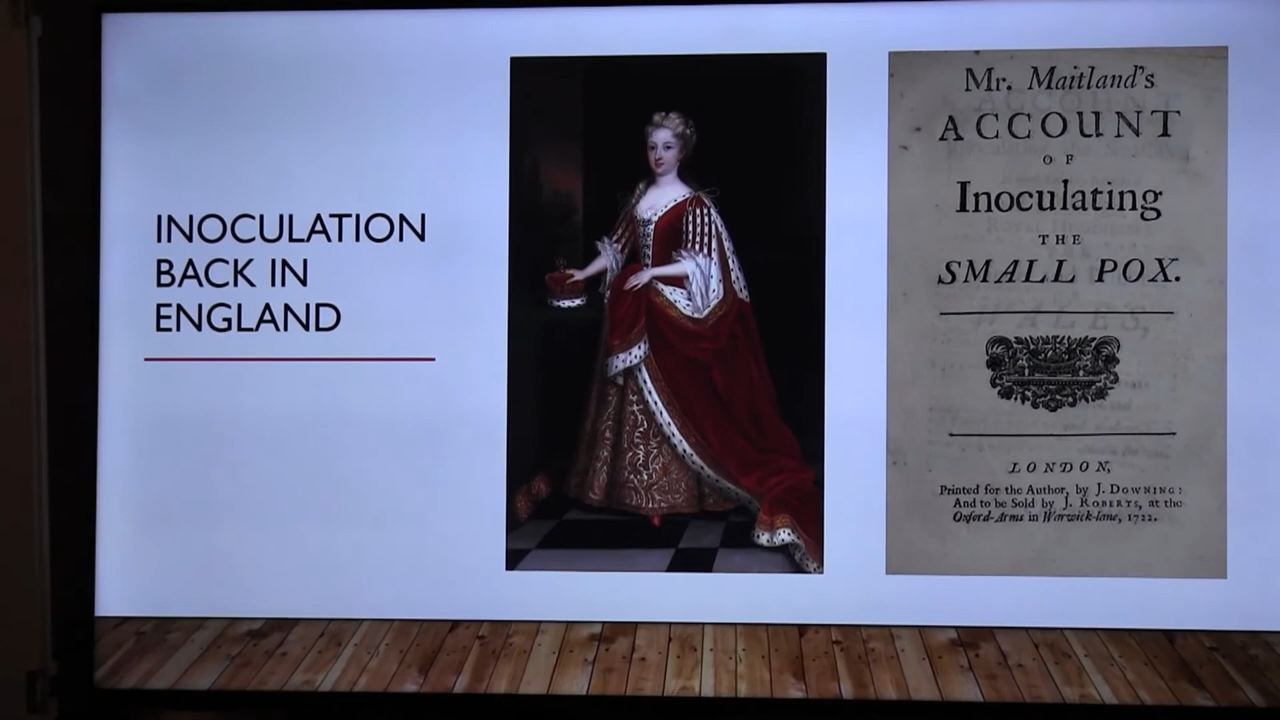 INOCULATION
BACK IN
ENGLAND
Mr. Maitland's
ACCOUNT
OF
Inoculating
THE
SMALL POX.
LONDON,
Printed for the Author, by J. DOWNING:
And to be Sold by J. ROBERTS, at the
Oxford-Arms in Warwick-lane, 1722.